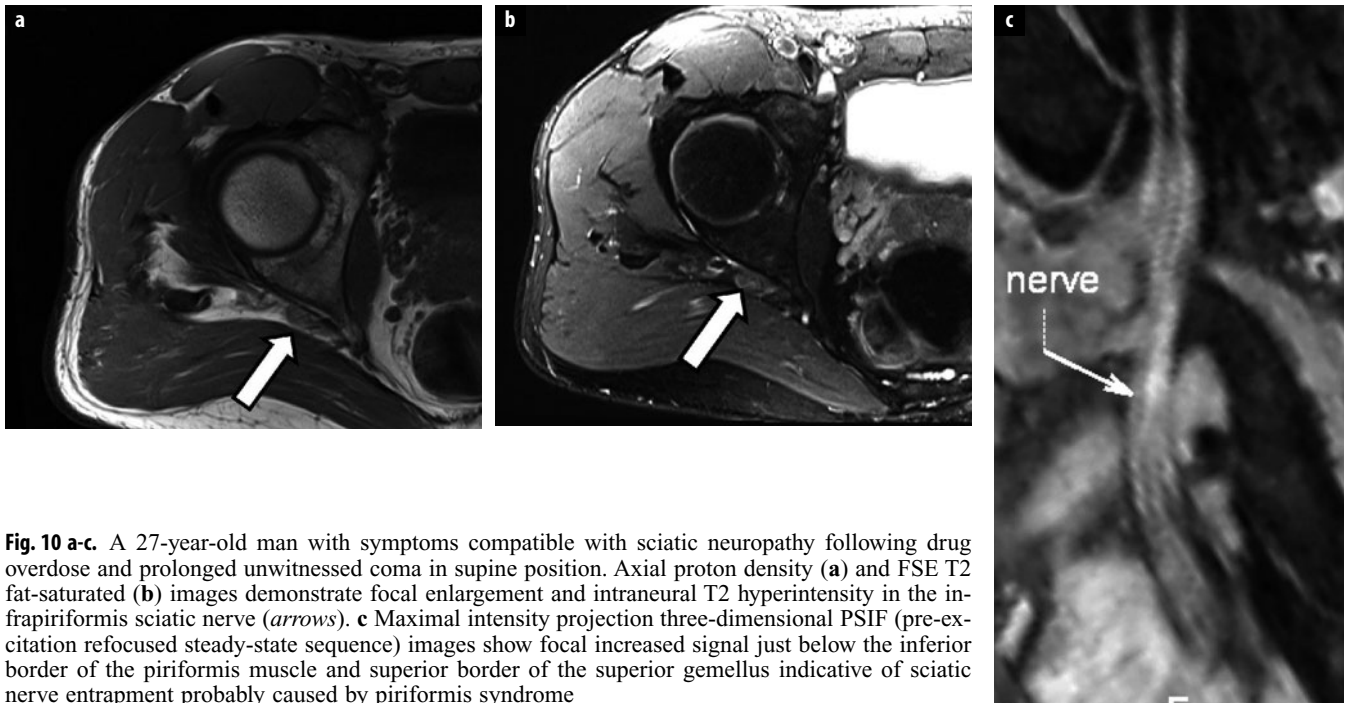 a
b
c
nerve
Fig. 10 a-c. A 27-year-old man with symptoms compatible with sciatic neuropathy following drug
overdose and prolonged unwitnessed coma in supine position. Axial proton density (a) and FSE T2
fat-saturated (b) images demonstrate focal enlargement and intraneural T2 hyperintensity in the in-
frapiriformis sciatic nerve (arrows). c Maximal intensity projection three-dimensional PSIF (pre-ex-
citation refocused steady-state sequence) images show focal increased signal just below the inferior
border of the piriformis muscle and superior border of the superior gemellus indicative of sciatic
nerve entrapment probably caused by piriformis syndrome